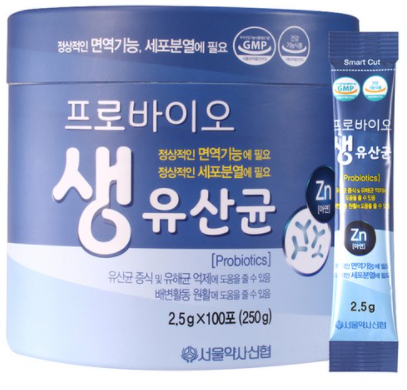 정상적인 면역기능, 세포분열에 필요
GMP
프로바이오
생유산균
정상적인 면역기능에 필요
정상적인 세포분열에 필요
Zn
[아연]
[Probiotics]
유산균 증식 및 유해균 억제에 도움을 줄 수 있음
배변활동 원활에 도움을 줄 수 있음
2.5g×100포 (250g)
서울약사신협
Smart Cut
GMP
프로바이오
생
유산균
[Probiotics]
Zn
[아연]
2.5g
서울약사신협